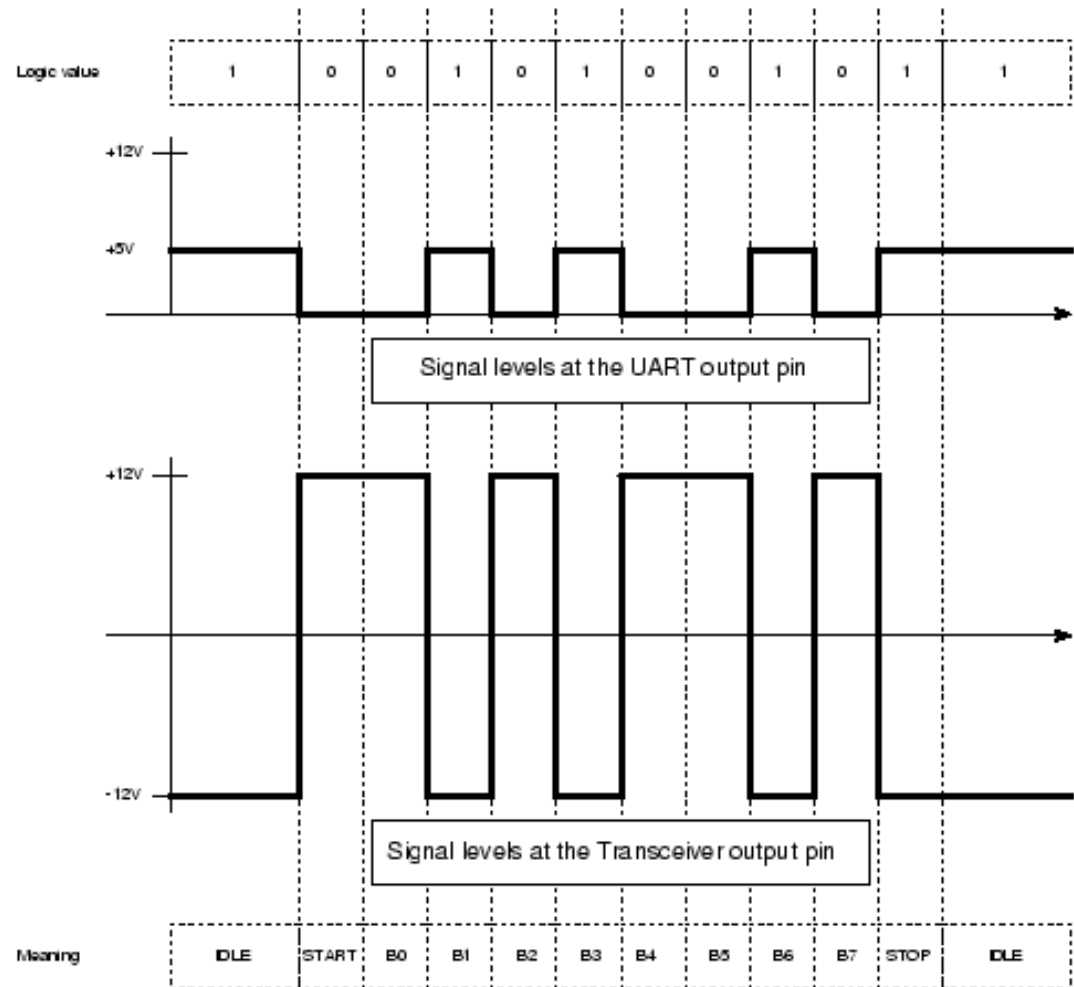 Logic value 1 0 0 1 0 1 0 0 1 0 1 1
+12V
+5V
Signal levels at the UART output pin
+12V
-12V
Signal levels at the Transceiver output pin
Meaning IDLE START B0 B1 B2 B3 B4 B5 B6 B7 STOP IDLE